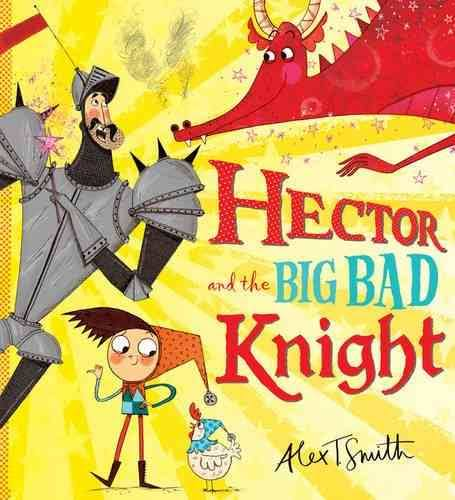 HECTOR
and the BIG BAD
Knight
Alex T Smith